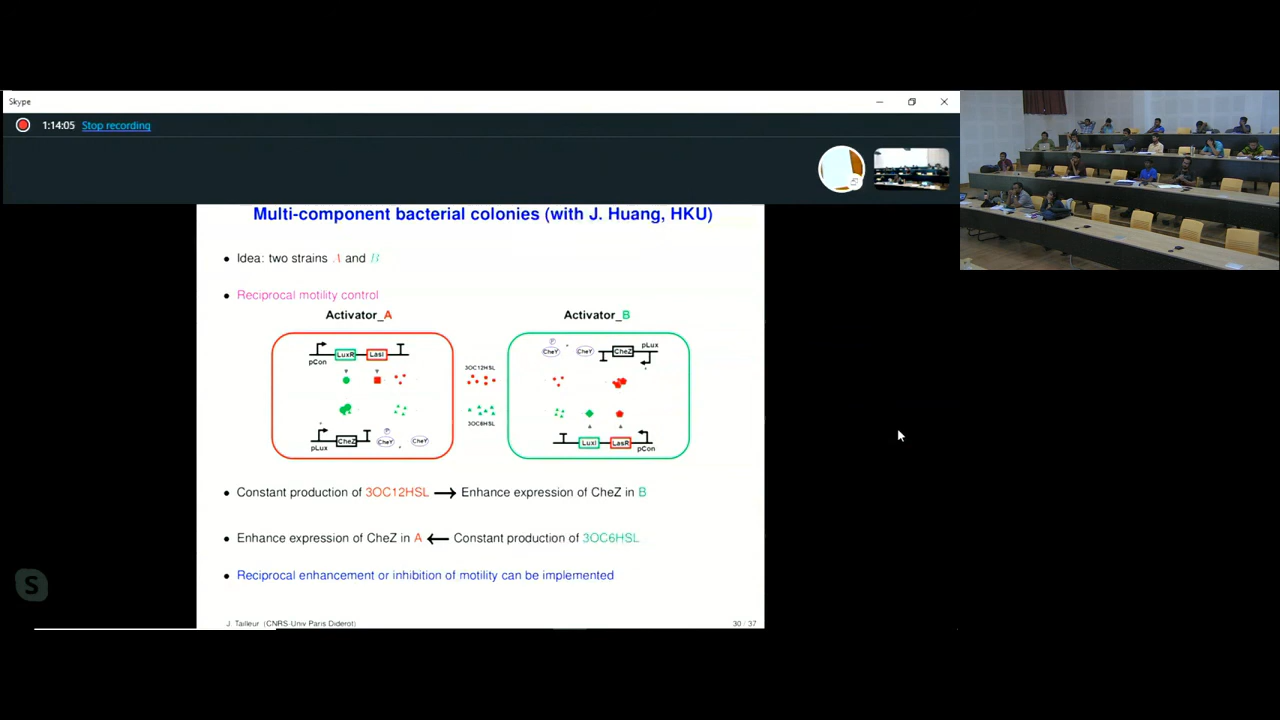 Skype
1:14:05 Stop recording
Multi-component bacterial colonies (with J. Huang, HKU)
• Idea: two strains A and B
• Reciprocal motility control
Activator_A
Activator_B
pCon
LuxR
LasI
CheY
CheY
CheZ
pLux
3OC12HSL
3OC6HSL
pLux
CheZ
P
CheY
CheY
LuxI
LasR
pCon
• Constant production of 3OC12HSL → Enhance expression of CheZ in B
• Enhance expression of CheZ in A ← Constant production of 3OC6HSL
• Reciprocal enhancement or inhibition of motility can be implemented
J. Tailleur (CNRS-Univ Paris Diderot)
30 / 37
S